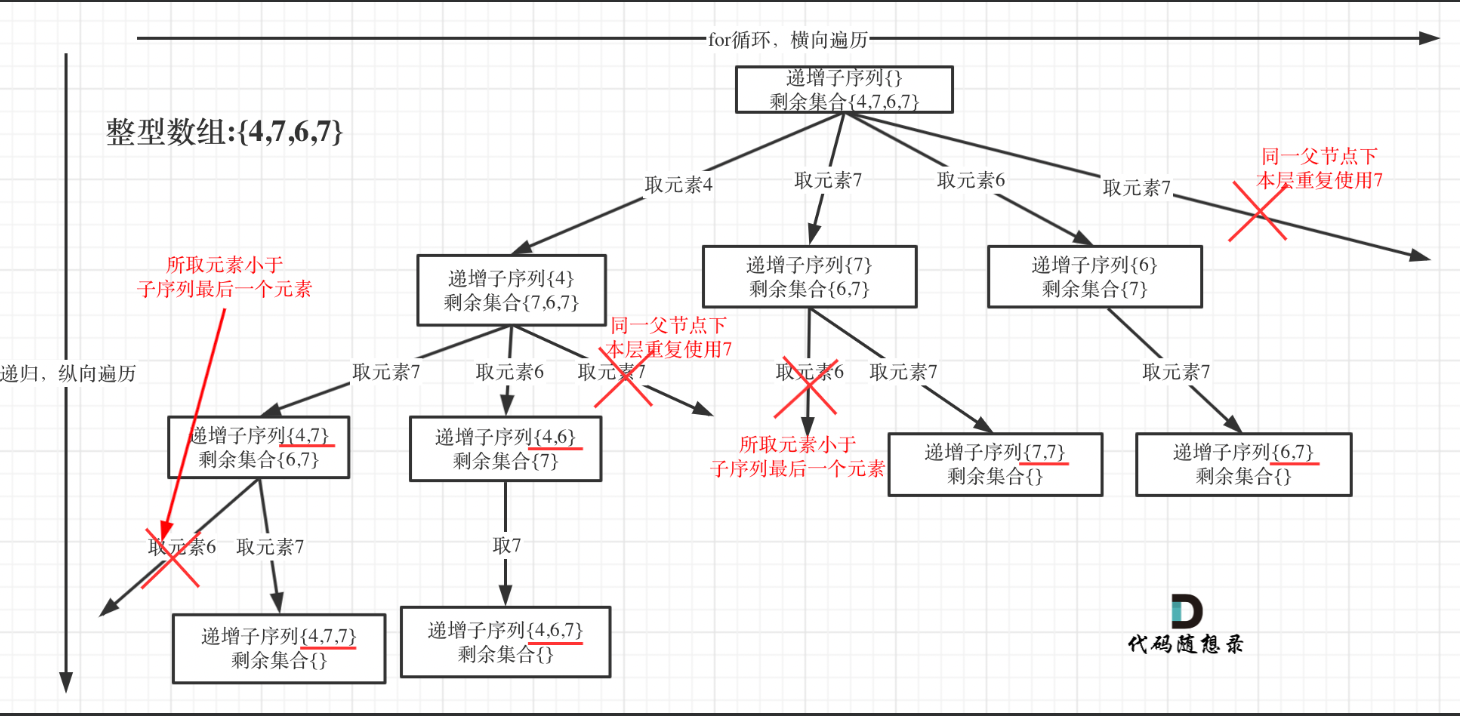 for循环，横向遍历
递增子序列{}
剩余集合{4,7,6,7}
整型数组:{4,7,6,7}
同一父节点下
本层重复使用7
取元素4
取元素7
取元素6
取元素7
所取元素小于
子序列最后一个元素
递增子序列{4}
剩余集合{7,6,7}
递增子序列{7}
剩余集合{6,7}
递增子序列{6}
剩余集合{7}
同一父节点下
本层重复使用7
递归，纵向遍历
取元素7
取元素6
取元素7
取元素6
取元素7
取元素7
递增子序列{4,7}
剩余集合{6,7}
递增子序列{4,6}
剩余集合{7}
所取元素小于
子序列最后一个元素
递增子序列{7,7}
剩余集合{}
递增子序列{6,7}
剩余集合{}
取元素6
取元素7
取7
递增子序列{4,7,7}
剩余集合{}
递增子序列{4,6,7}
剩余集合{}
代码随想录